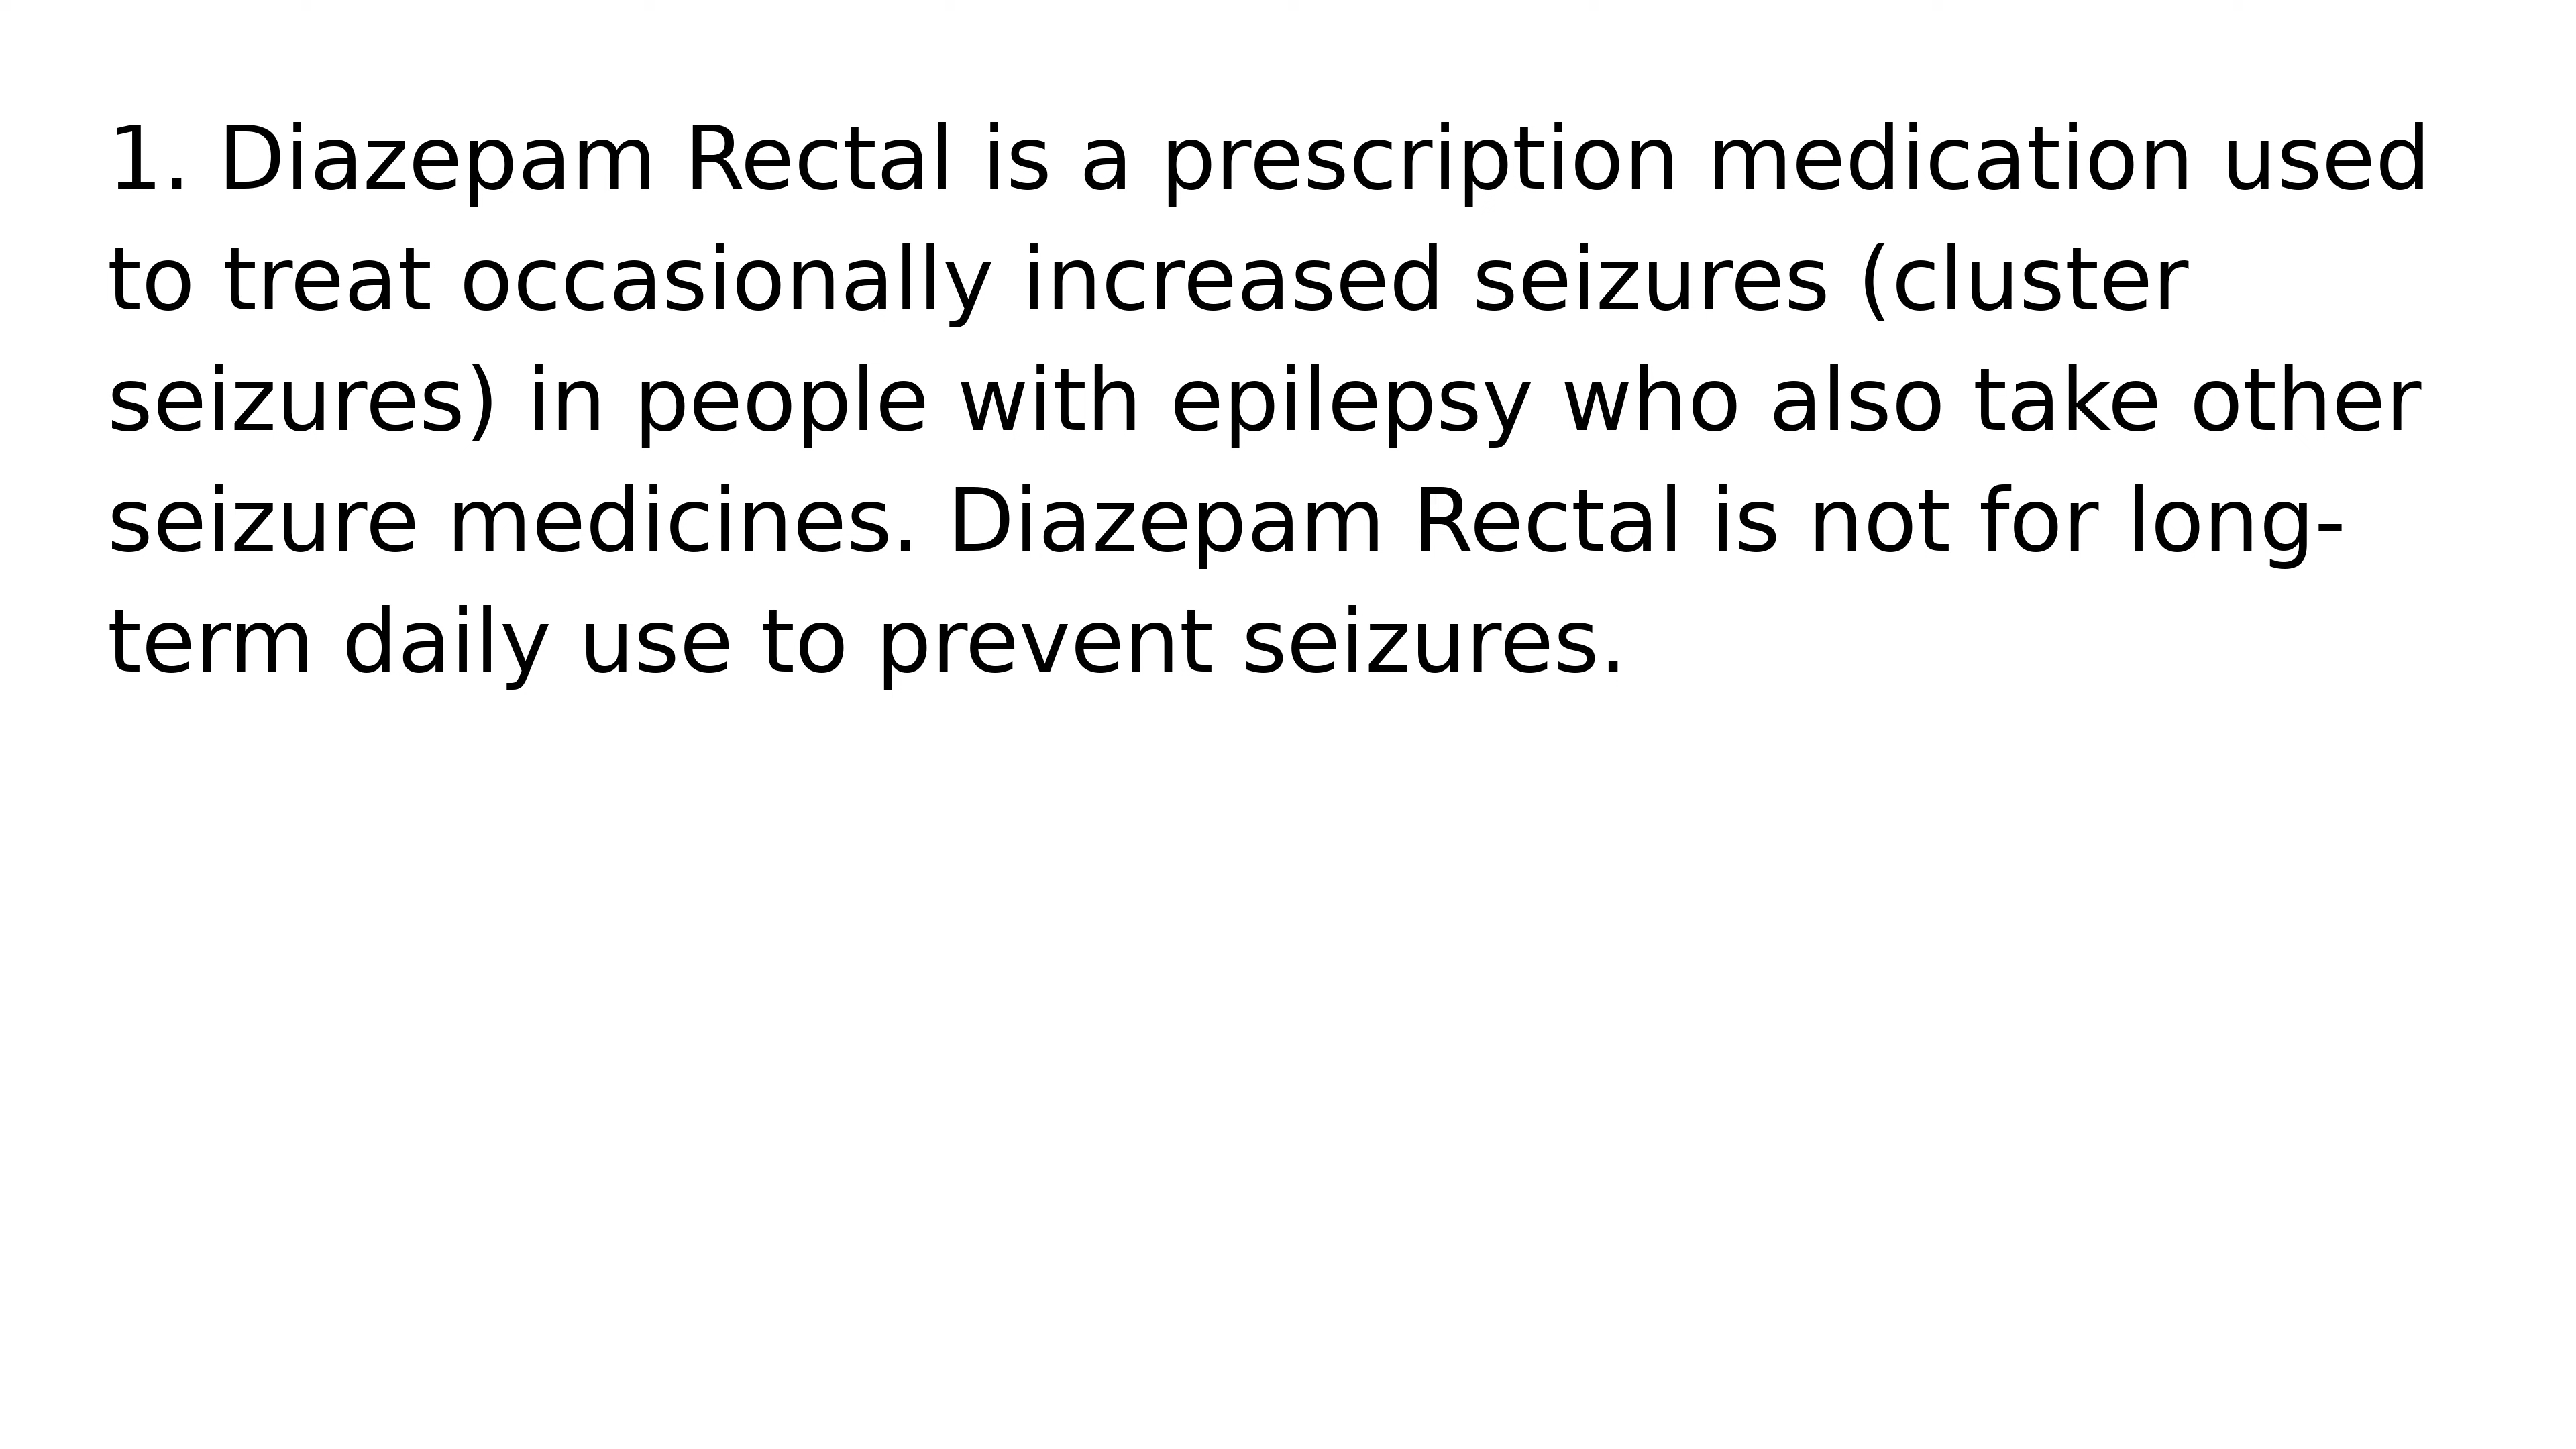 1. Diazepam Rectal is a prescription medication used
to treat occasionally increased seizures (cluster
seizures) in people with epilepsy who also take other
seizure medicines. Diazepam Rectal is not for long-
term daily use to prevent seizures.